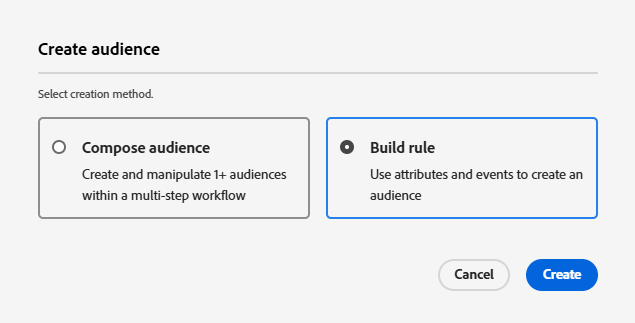 Create audience
Select creation method.
Compose audience
Create and manipulate 1+ audiences
within a multi-step workflow
Build rule
Use attributes and events to create an
audience
Cancel
Create